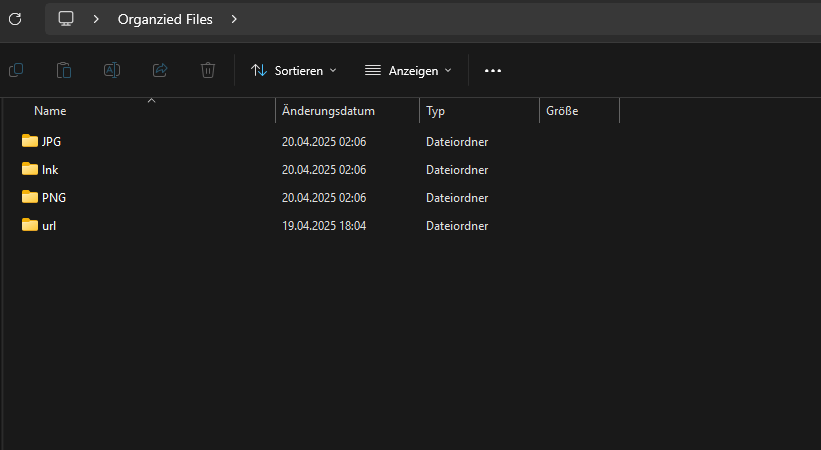 Organzied Files
Sortieren Anzeigen
Name Änderungsdatum Typ Größe
JPG 20.04.2025 02:06 Dateiordner
lnk 20.04.2025 02:06 Dateiordner
PNG 20.04.2025 02:06 Dateiordner
url 19.04.2025 18:04 Dateiordner